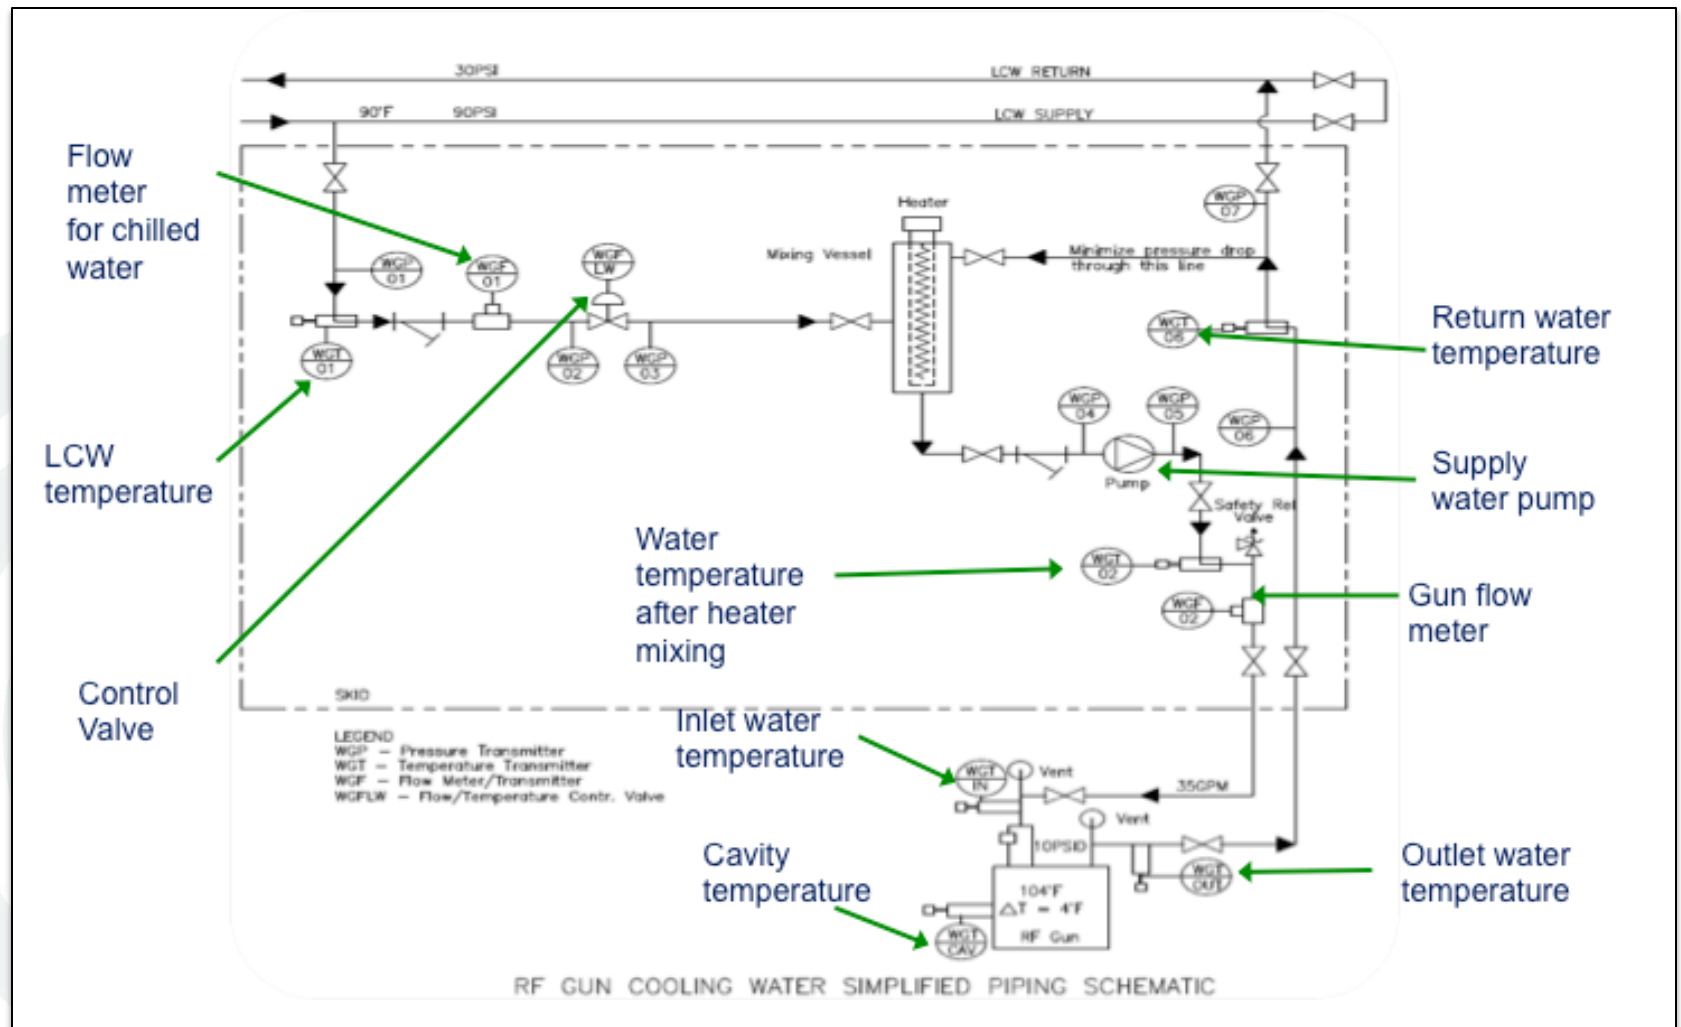 30PSI
LCW RETURN
90°F
90PSI
LCW SUPPLY
Flow
meter
for chilled
water
WGP
01
WGF
01
WGF
LW
Heater
Mixing Vessel
WGP
07
Minimize pressure drop
through this line
WGT
01
WGP
02
WGP
03
WGT
06
Return water
temperature
LCW
temperature
WGP
04
WGP
05
WGP
06
Pump
Supply
water pump
Safety Rel
Valve
Water
temperature
after heater
mixing
WGT
02
WGF
02
Gun flow
meter
Control
Valve
SKID
LEGEND
WGP – Pressure Transmitter
WGT – Temperature Transmitter
WGF – Flow Meter/Transmitter
WGFLW – Flow/Temperature Contr. Valve
Inlet water
temperature
WGT
IN
Vent
35GPM
Vent
10PSID
Cavity
temperature
WGT
OUT
Outlet water
temperature
104°F
△T = 4°F
RF Gun
WGT
CAV
RF GUN COOLING WATER SIMPLIFIED PIPING SCHEMATIC